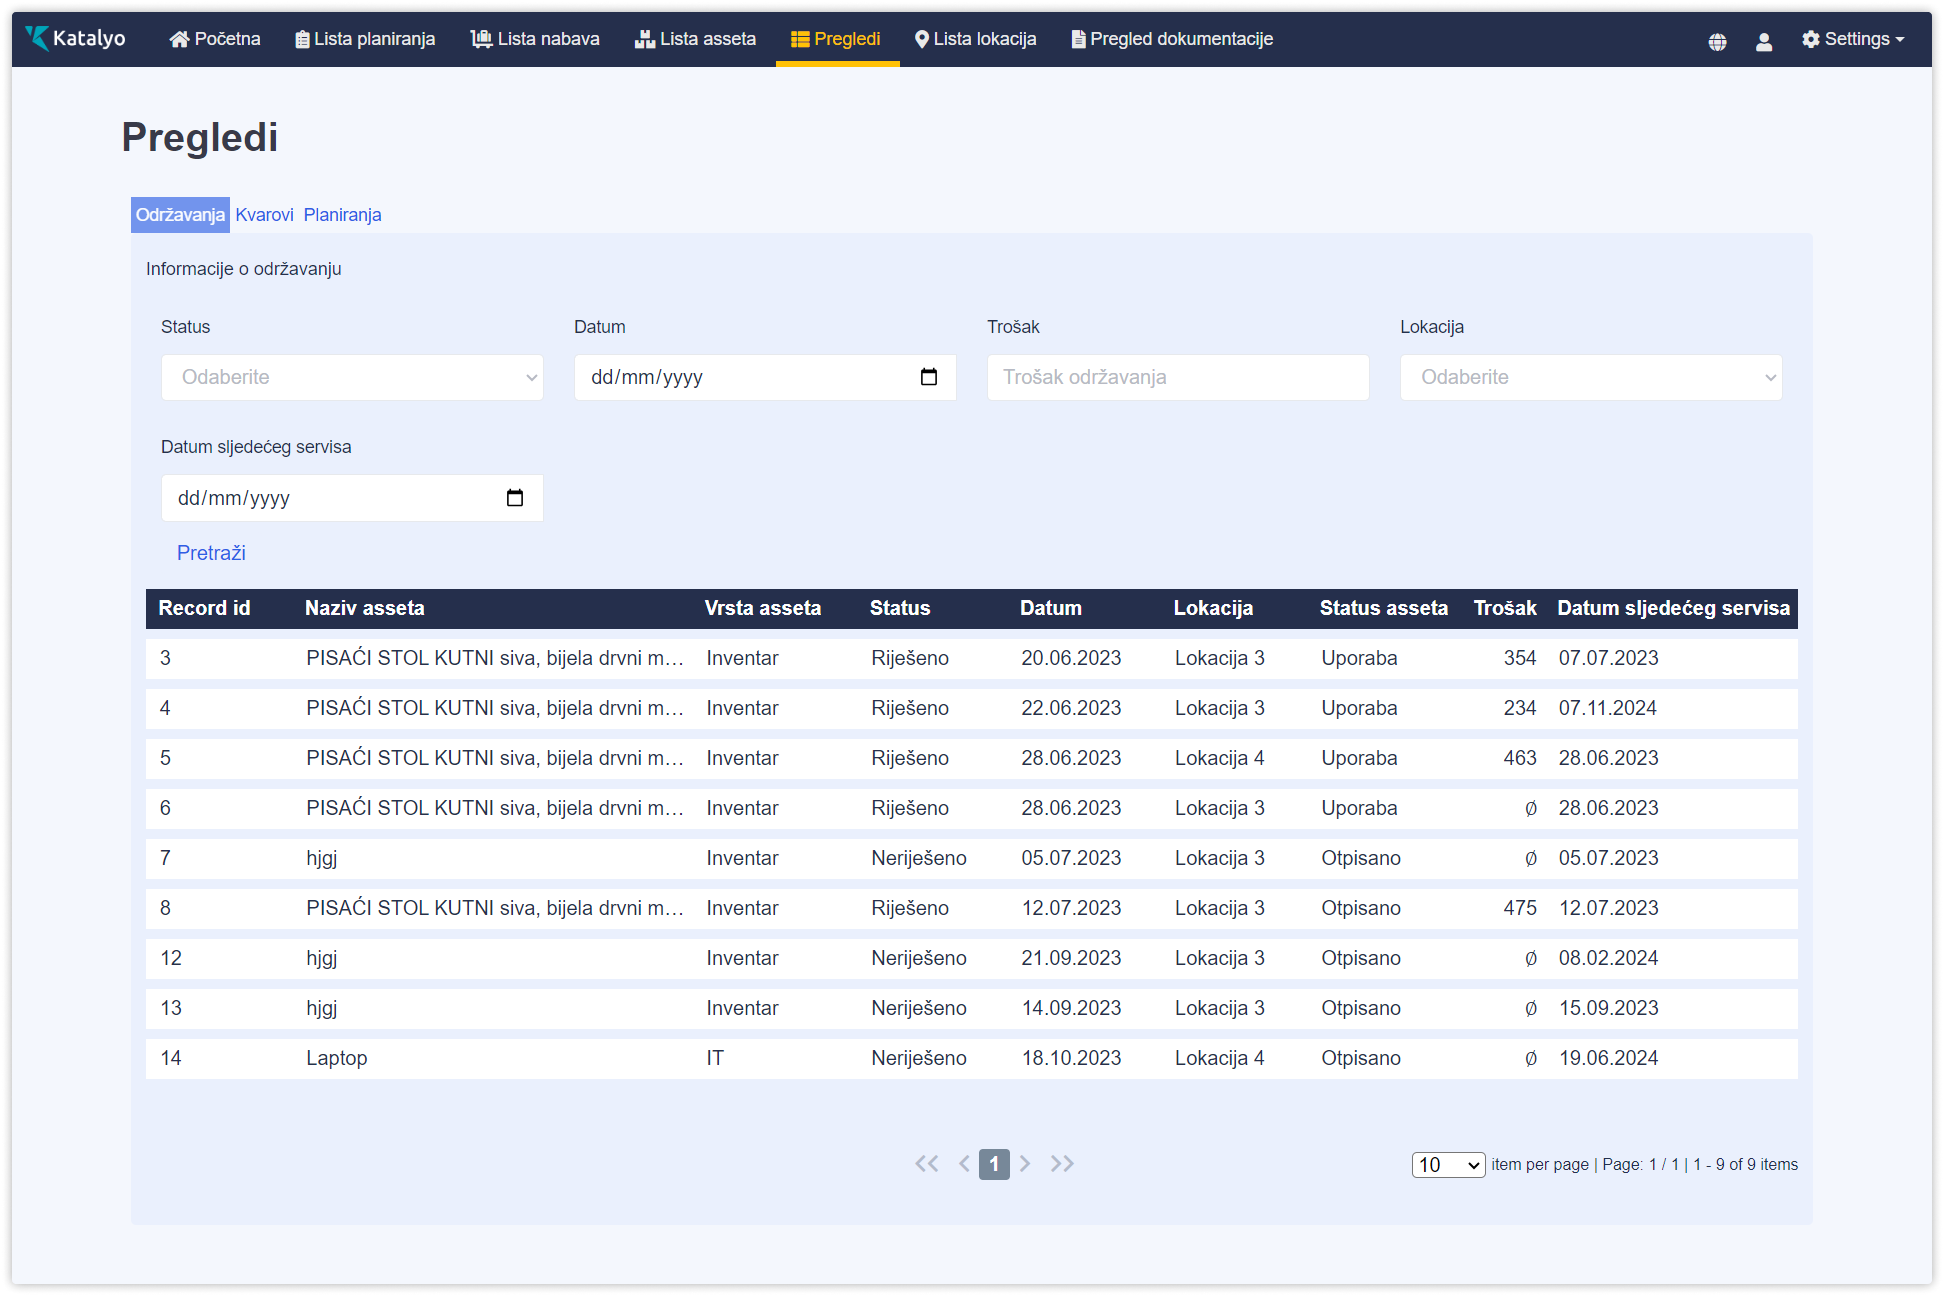 Katalyo Početna Lista planiranja Lista nabava Lista asseta Pregledi Lista lokacija Pregled dokumentacije Settings
Pregledi
Održavanja Kvarovi Planiranja
Informacije o održavanju
Status Datum Trošak Lokacija
Odaberite dd/mm/yyyy Trošak održavanja Odaberite
Datum sljedećeg servisa
dd/mm/yyyy
Pretraži
Record id Naziv asseta Vrsta asseta Status Datum Lokacija Status asseta Trošak Datum sljedećeg servisa
3 PISAĆI STOL KUTNI siva, bijela drvni m... Inventar Riješeno 20.06.2023 Lokacija 3 Uporaba 354 07.07.2023
4 PISAĆI STOL KUTNI siva, bijela drvni m... Inventar Riješeno 22.06.2023 Lokacija 3 Uporaba 234 07.11.2024
5 PISAĆI STOL KUTNI siva, bijela drvni m... Inventar Riješeno 28.06.2023 Lokacija 4 Uporaba 463 28.06.2023
6 PISAĆI STOL KUTNI siva, bijela drvni m... Inventar Riješeno 28.06.2023 Lokacija 3 Uporaba Ø 28.06.2023
7 hjgj Inventar Neriješeno 05.07.2023 Lokacija 3 Otpisano Ø 05.07.2023
8 PISAĆI STOL KUTNI siva, bijela drvni m... Inventar Riješeno 12.07.2023 Lokacija 3 Otpisano 475 12.07.2023
12 hjgj Inventar Neriješeno 21.09.2023 Lokacija 3 Otpisano Ø 08.02.2024
13 hjgj Inventar Neriješeno 14.09.2023 Lokacija 3 Otpisano Ø 15.09.2023
14 Laptop IT Neriješeno 18.10.2023 Lokacija 4 Otpisano Ø 19.06.2024
1 10 item per page | Page: 1 / 1 | 1 - 9 of 9 items